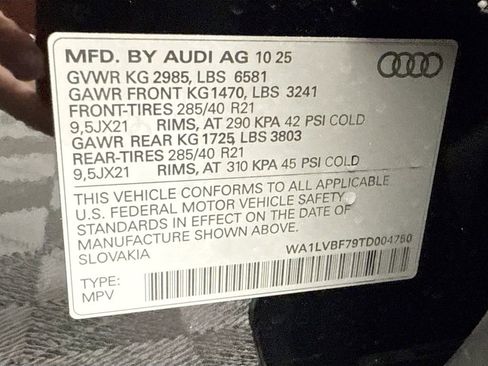 MFD. BY AUDI AG 10 25
GVWR KG 2985, LBS 6581
GAWR FRONT KG1470, LBS 3241
FRONT-TIRES 285/40 R21
9,5JX21 RIMS, AT 290 KPA 42 PSI COLD
GAWR REAR KG 1725, LBS 3803
REAR-TIRES 285/40 R21
9,5JX21 RIMS, AT 310 KPA 45 PSI COLD
THIS VEHICLE CONFORMS TO ALL APPLICABLE
U.S. FEDERAL MOTOR VEHICLE SAFETY
STANDARDS IN EFFECT ON THE DATE OF
MANUFACTURE SHOWN ABOVE.
SLOVAKIA WA1LVBF79TD004760
TYPE:
MPV